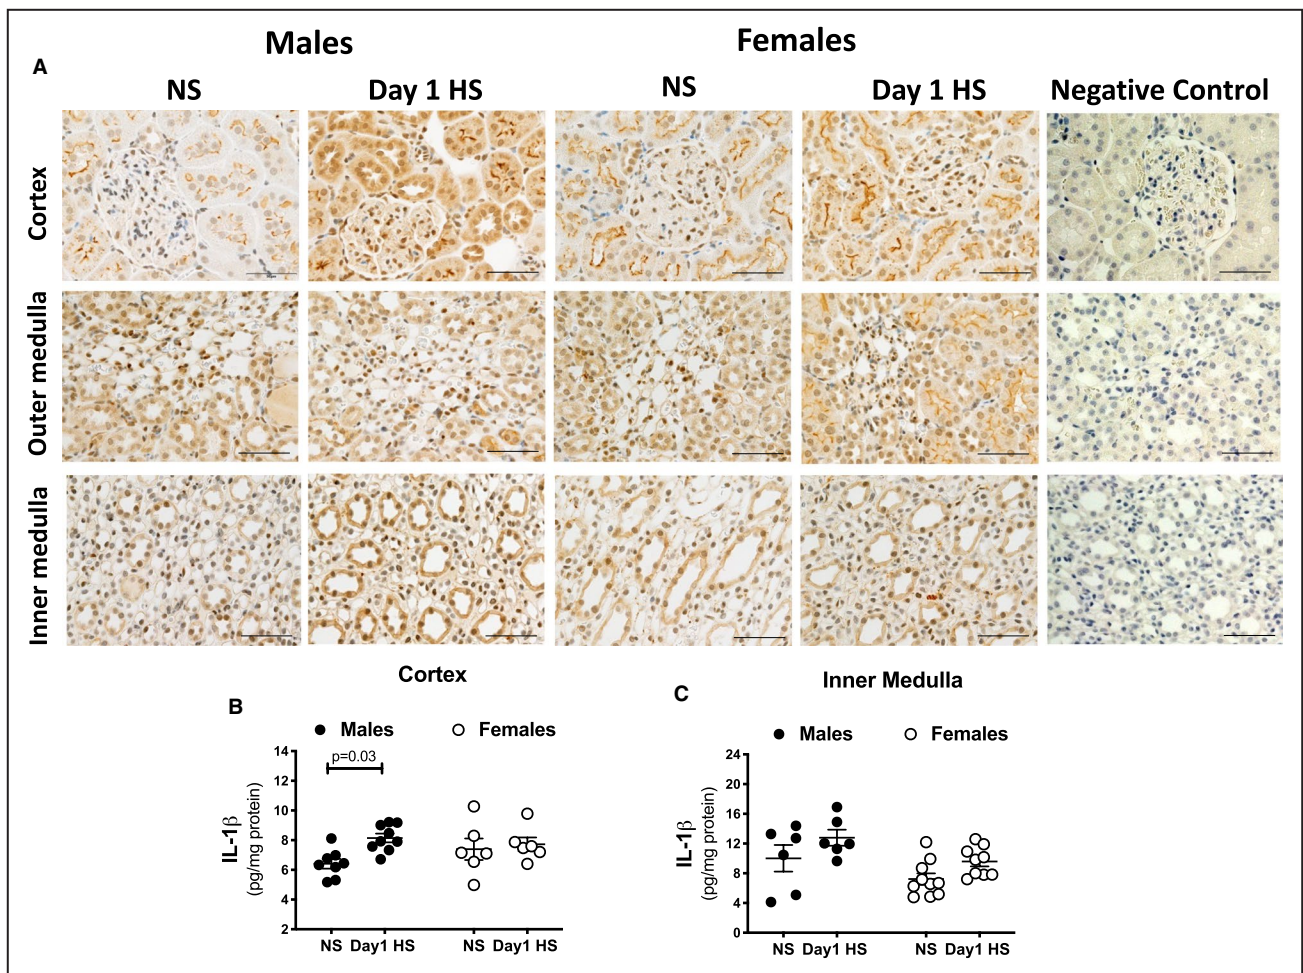 Males Females
A
NS Day 1 HS NS Day 1 HS Negative Control
Cortex
Outer medulla
Inner medulla
Cortex
B
Males Females
p=0.03
IL-1β
(pg/mg protein)
14
12
10
8
6
4
2
NS Day1 HS NS Day1 HS
Inner Medulla
C
Males Females
IL-1β
(pg/mg protein)
24
20
16
12
8
4
0
NS Day1 HS NS Day1 HS